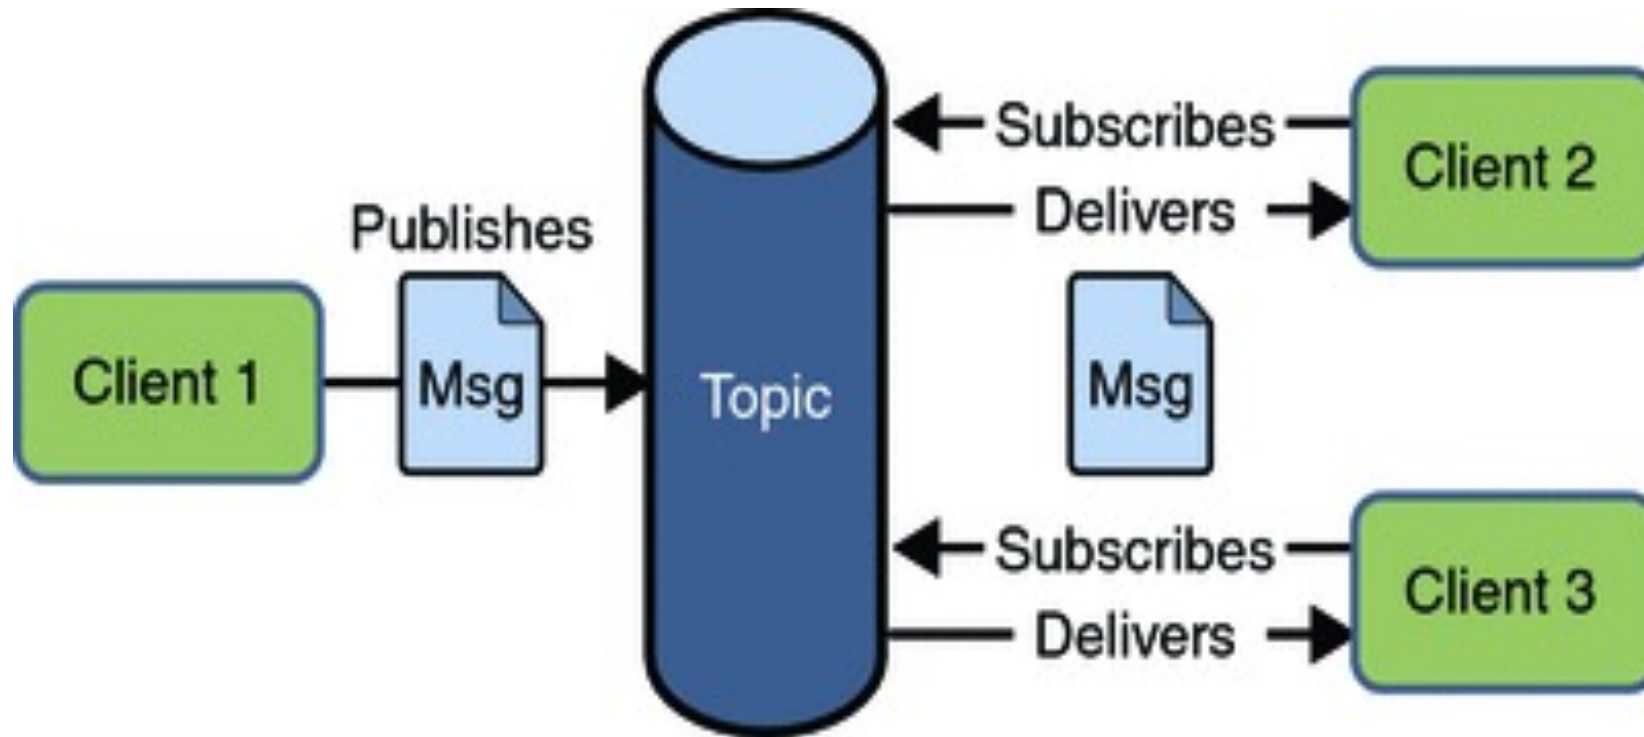 Publishes
Client 1
Msg
Topic
Subscribes
Client 2
Delivers
Msg
Subscribes
Client 3
Delivers